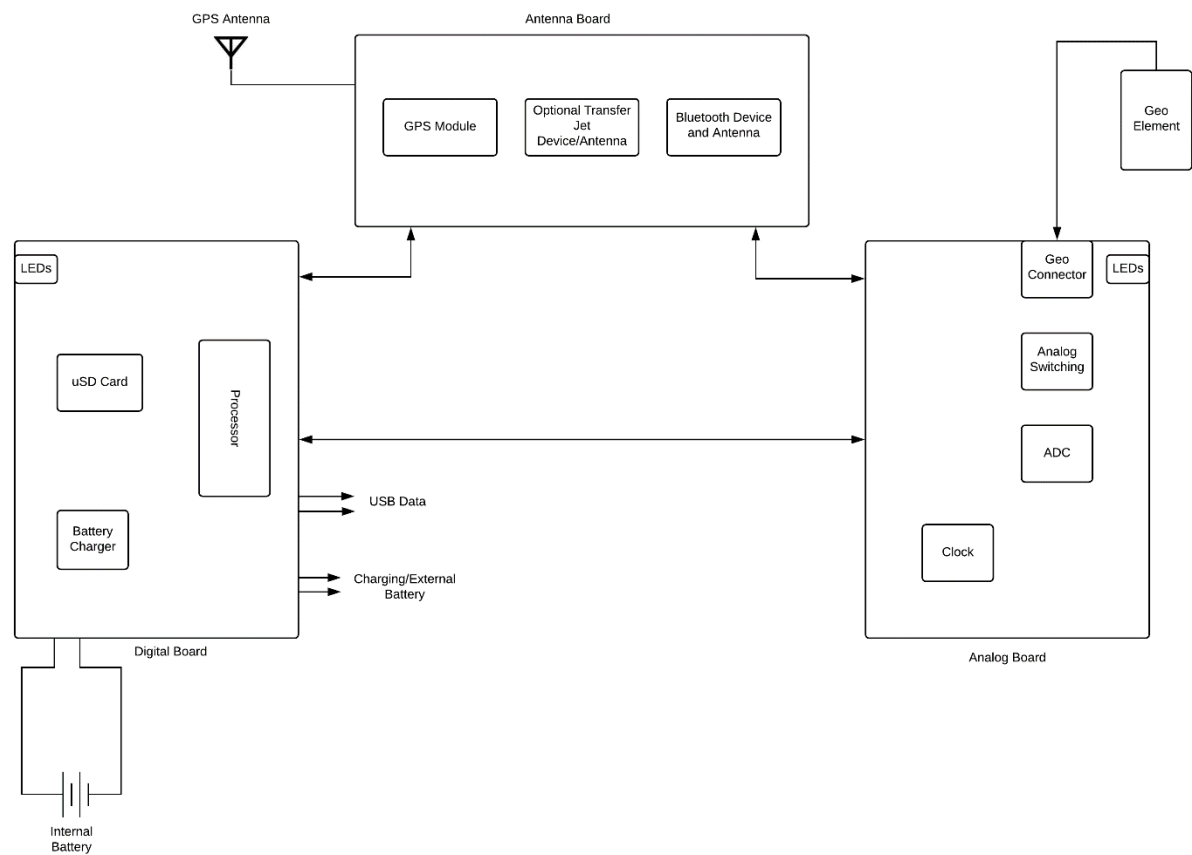 GPS Antenna
Antenna Board
GPS Module
Optional Transfer
Jet
Device/Antenna
Bluetooth Device
and Antenna
Geo
Element
LEDs
Geo
Connector
LEDs
uSD Card
Processor
Analog
Switching
ADC
USB Data
Battery
Charger
Clock
Charging/External
Battery
Digital Board
Analog Board
Internal
Battery